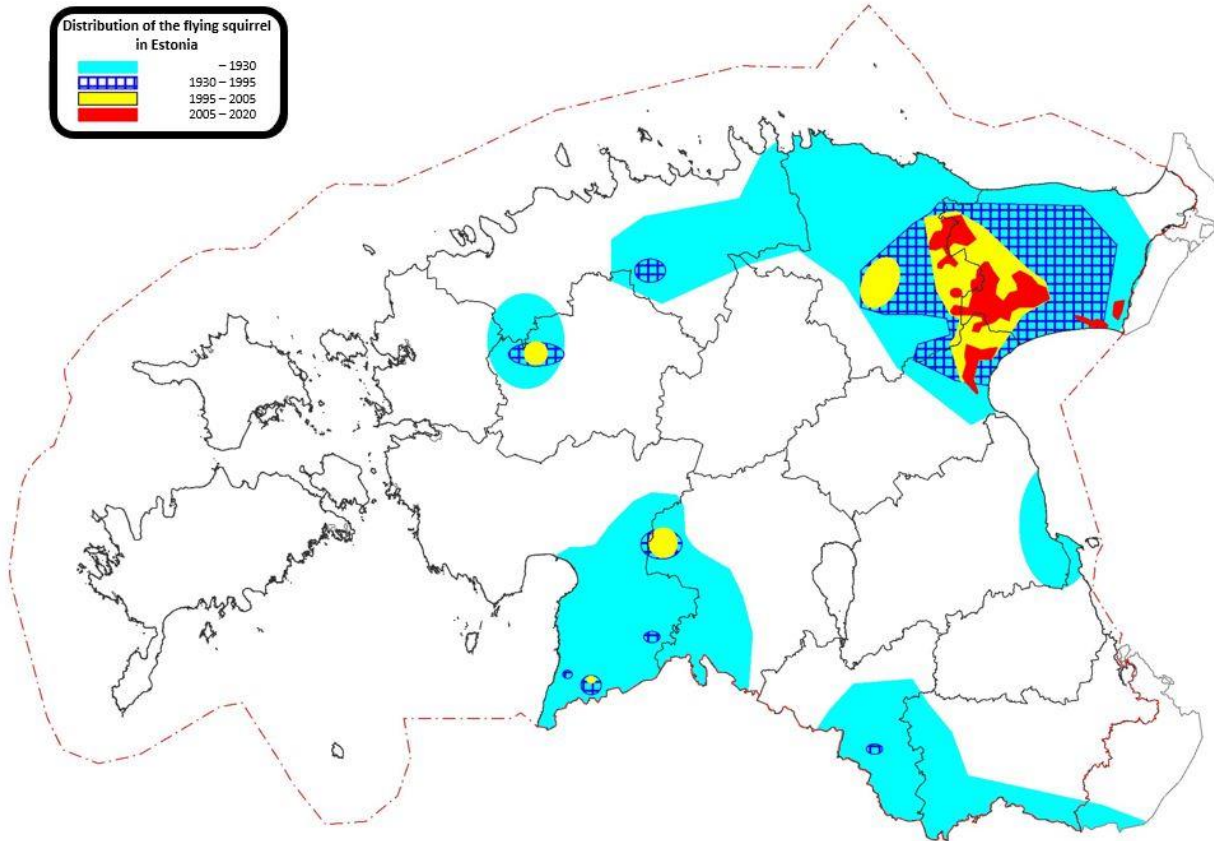 Distribution of the flying squirrel
in Estonia
– 1930
1930 – 1995
1995 – 2005
2005 – 2020